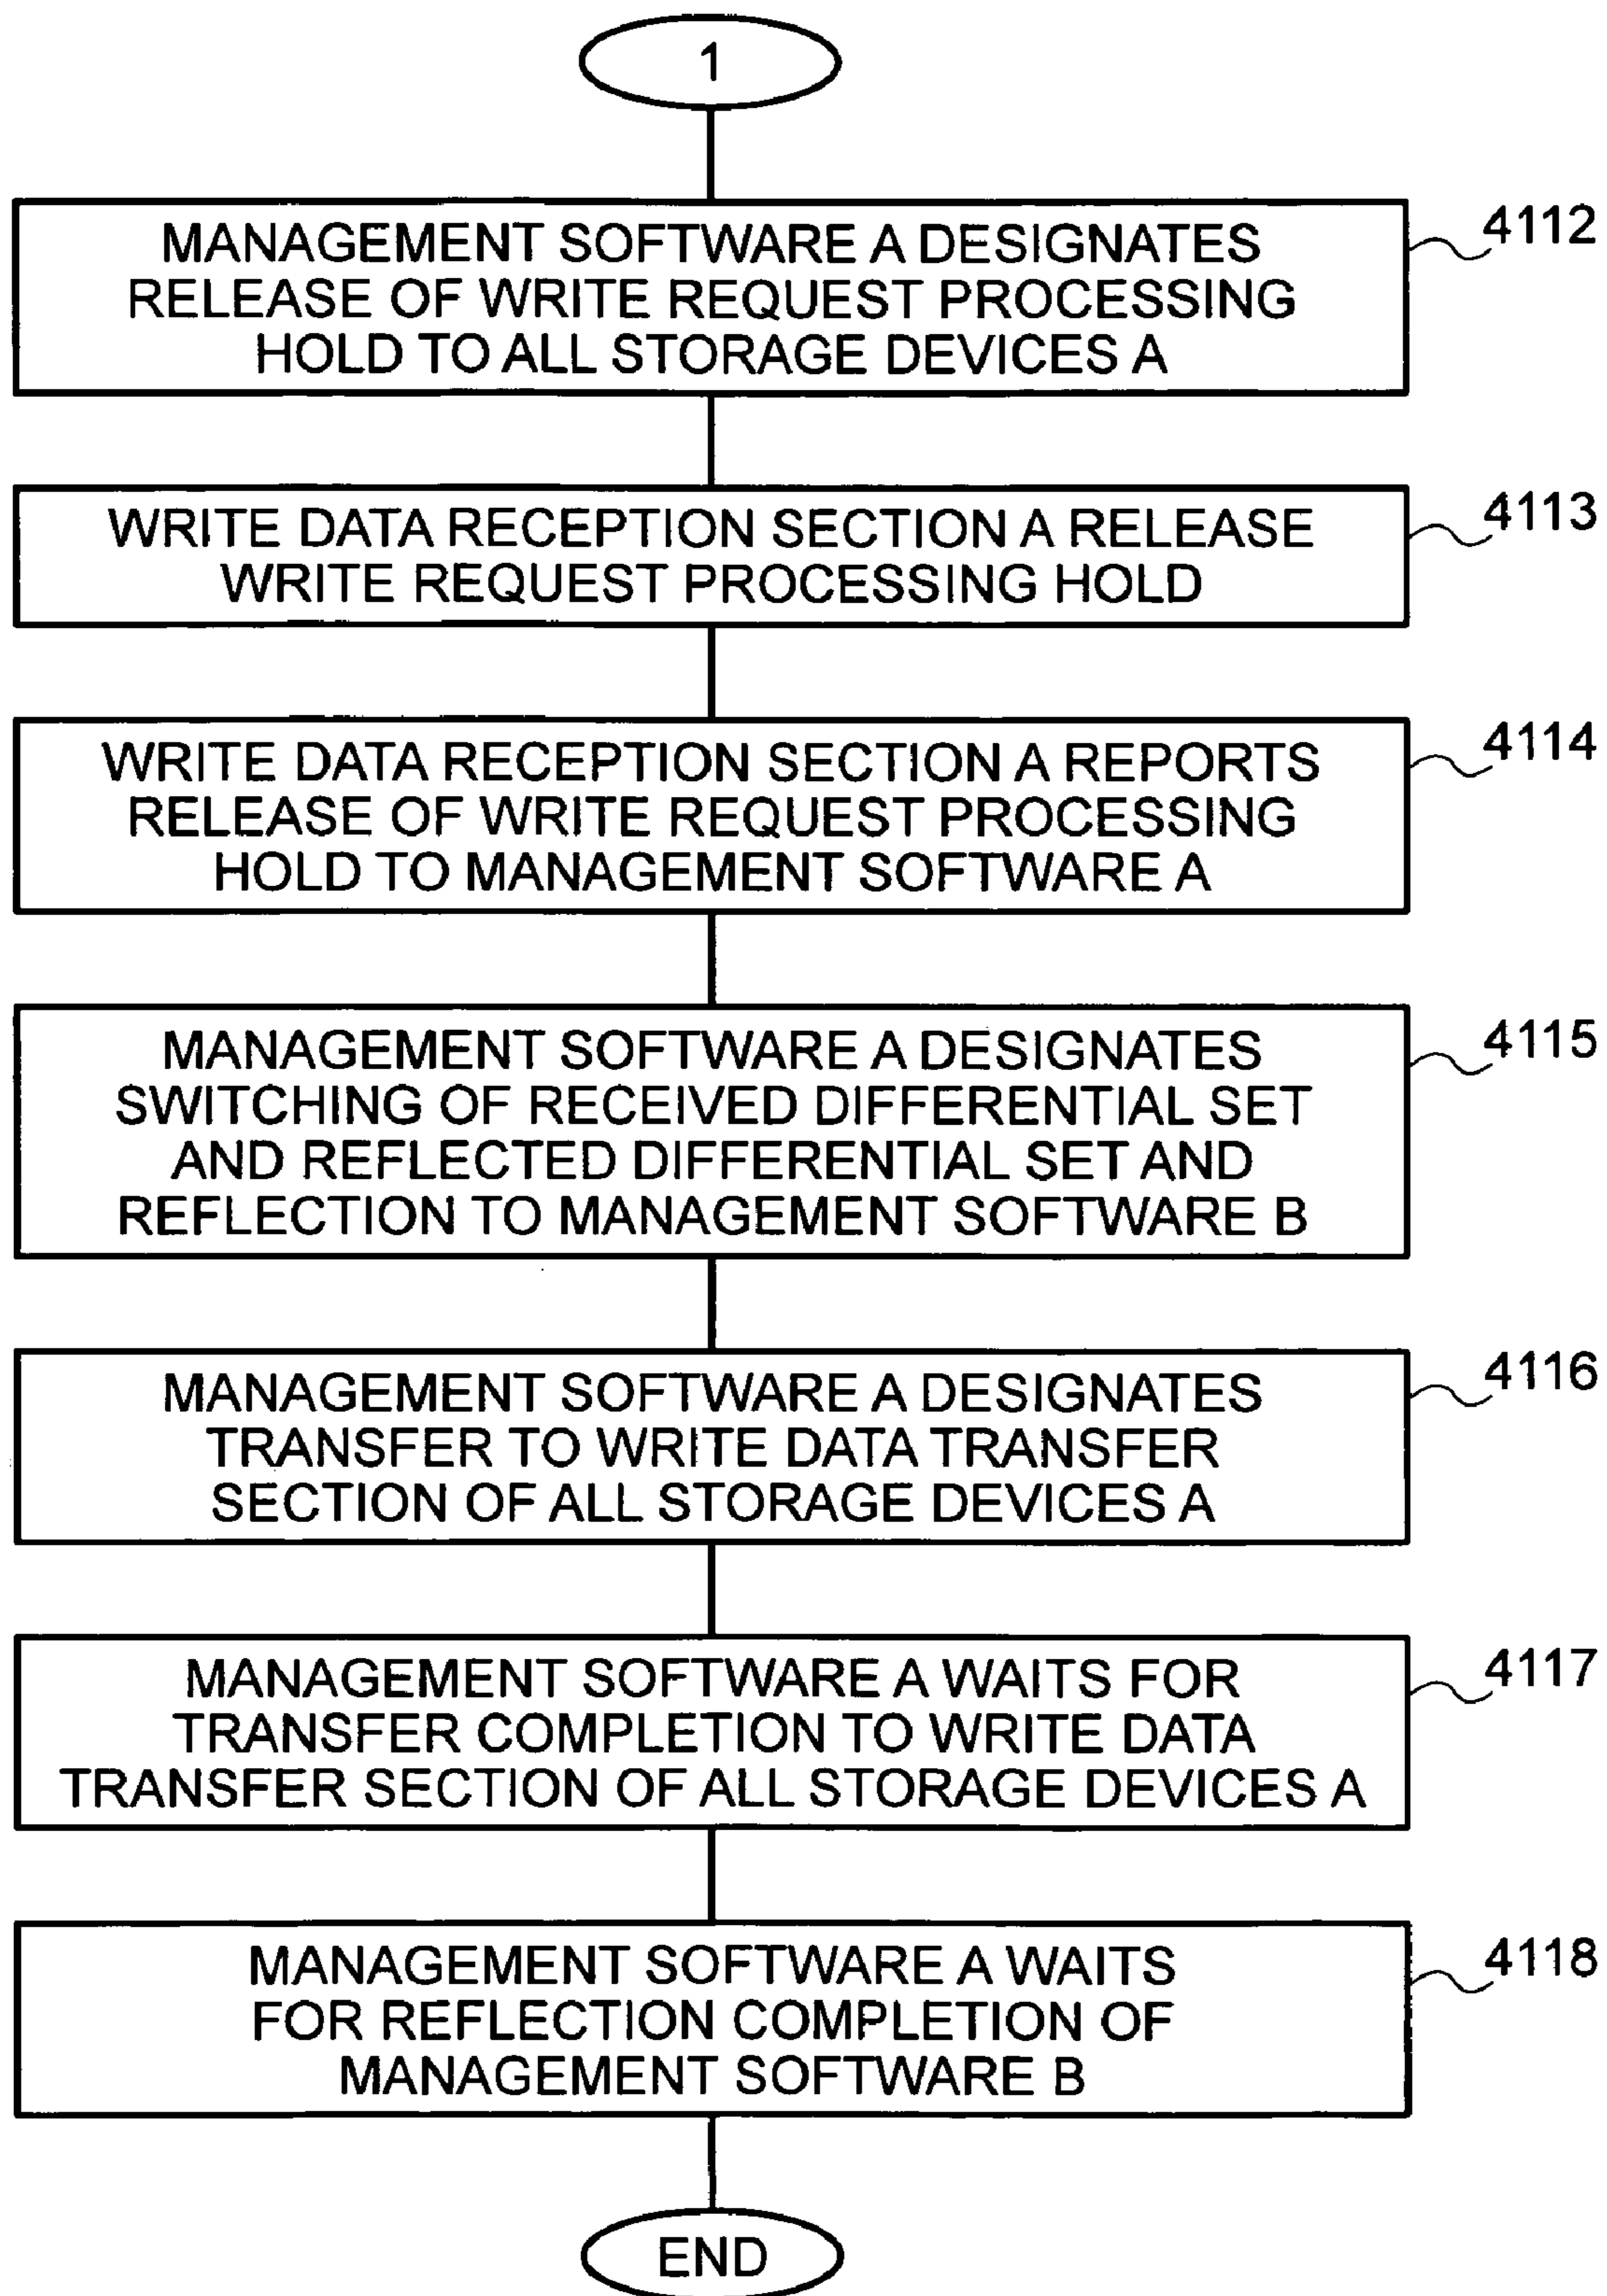 1
MANAGEMENT SOFTWARE A DESIGNATES
RELEASE OF WRITE REQUEST PROCESSING
HOLD TO ALL STORAGE DEVICES A
4112
WRITE DATA RECEPTION SECTION A RELEASE
WRITE REQUEST PROCESSING HOLD
4113
WRITE DATA RECEPTION SECTION A REPORTS
RELEASE OF WRITE REQUEST PROCESSING
HOLD TO MANAGEMENT SOFTWARE A
4114
MANAGEMENT SOFTWARE A DESIGNATES
SWITCHING OF RECEIVED DIFFERENTIAL SET
AND REFLECTED DIFFERENTIAL SET AND
REFLECTION TO MANAGEMENT SOFTWARE B
4115
MANAGEMENT SOFTWARE A DESIGNATES
TRANSFER TO WRITE DATA TRANSFER
SECTION OF ALL STORAGE DEVICES A
4116
MANAGEMENT SOFTWARE A WAITS FOR
TRANSFER COMPLETION TO WRITE DATA
TRANSFER SECTION OF ALL STORAGE DEVICES A
4117
MANAGEMENT SOFTWARE A WAITS
FOR REFLECTION COMPLETION OF
MANAGEMENT SOFTWARE B
4118
END